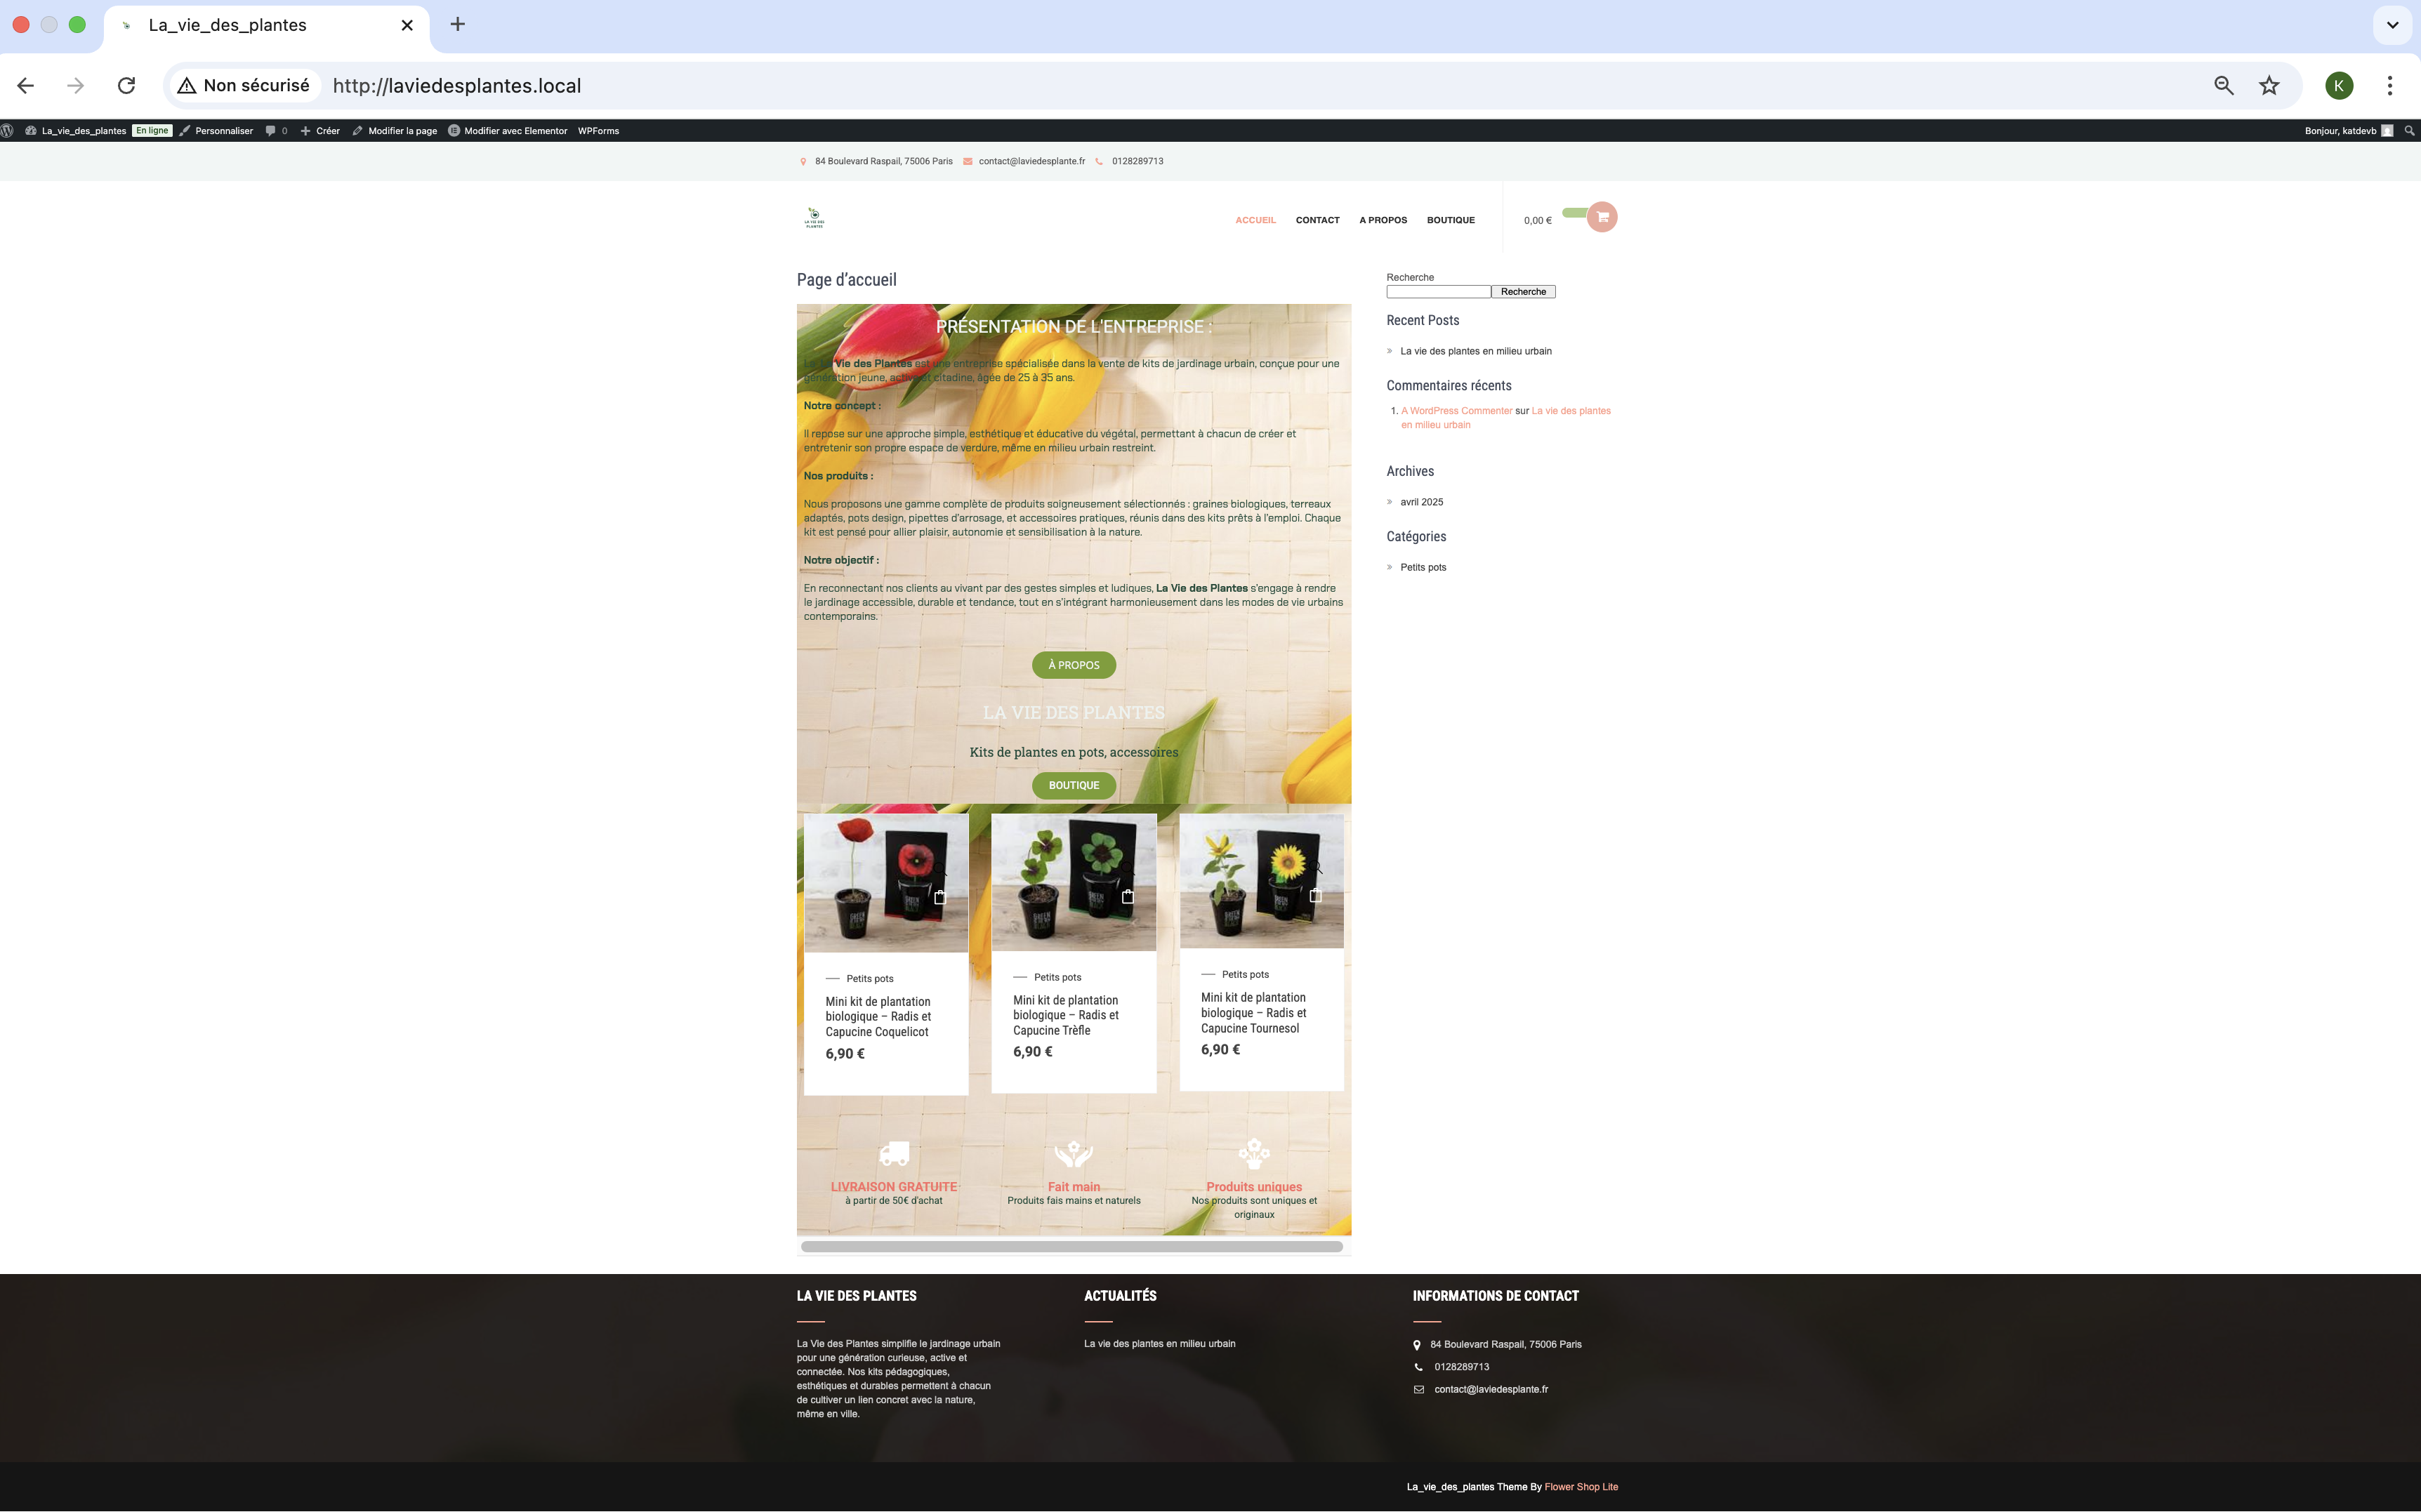 La_vie_des_plantes
Non sécurisé
http://laviedesplantes.local
K
La_vie_des_plantes En ligne Personnaliser 0 Créer Modifier la page Modifier avec Elementor WPForms
Bonjour, katdevb
84 Boulevard Raspail, 75006 Paris contact@laviedesplante.fr 0128289713
LA VIE DES
PLANTES
ACCUEIL CONTACT A PROPOS BOUTIQUE
0,00 €
Page d’accueil
PRÉSENTATION DE L'ENTREPRISE :
Vie des Plantes est une entreprise spécialisée dans la vente de kits de jardinage urbain, conçue pour une
génération jeune, active et citadine, âgée de 25 à 35 ans.
Notre concept :
Il repose sur une approche simple, esthétique et éducative du végétal, permettant à chacun de créer et
entretenir son propre espace de verdure, même en milieu urbain restreint.
Nos produits :
Nous proposons une gamme complète de produits soigneusement sélectionnés : graines biologiques, terreaux
adaptés, pots design, pipettes d’arrosage, et accessoires pratiques, réunis dans des kits prêts à l’emploi. Chaque
kit est pensé pour allier plaisir, autonomie et sensibilisation à la nature.
Notre objectif :
En reconnectant nos clients au vivant par des gestes simples et ludiques, La Vie des Plantes s’engage à rendre
le jardinage accessible, durable et tendance, tout en s’intégrant harmonieusement dans les modes de vie urbains
contemporains.
À PROPOS
LA VIE DES PLANTES
Kits de plantes en pots, accessoires
BOUTIQUE
Petits pots
Mini kit de plantation
biologique – Radis et
Capucine Coquelicot
6,90 €
Petits pots
Mini kit de plantation
biologique – Radis et
Capucine Trèfle
6,90 €
Petits pots
Mini kit de plantation
biologique – Radis et
Capucine Tournesol
6,90 €
LIVRAISON GRATUITE
à partir de 50€ d'achat
Fait main
Produits fais mains et naturels
Produits uniques
Nos produits sont uniques et
originaux
Recherche
Recherche
Recent Posts
La vie des plantes en milieu urbain
Commentaires récents
1. A WordPress Commenter sur La vie des plantes
en milieu urbain
Archives
avril 2025
Catégories
Petits pots
LA VIE DES PLANTES
La Vie des Plantes simplifie le jardinage urbain
pour une génération curieuse, active et
connectée. Nos kits pédagogiques,
esthétiques et durables permettent à chacun
de cultiver un lien concret avec la nature,
même en ville.
ACTUALITÉS
La vie des plantes en milieu urbain
INFORMATIONS DE CONTACT
84 Boulevard Raspail, 75006 Paris
0128289713
contact@laviedesplante.fr
La_vie_des_plantes Theme By Flower Shop Lite